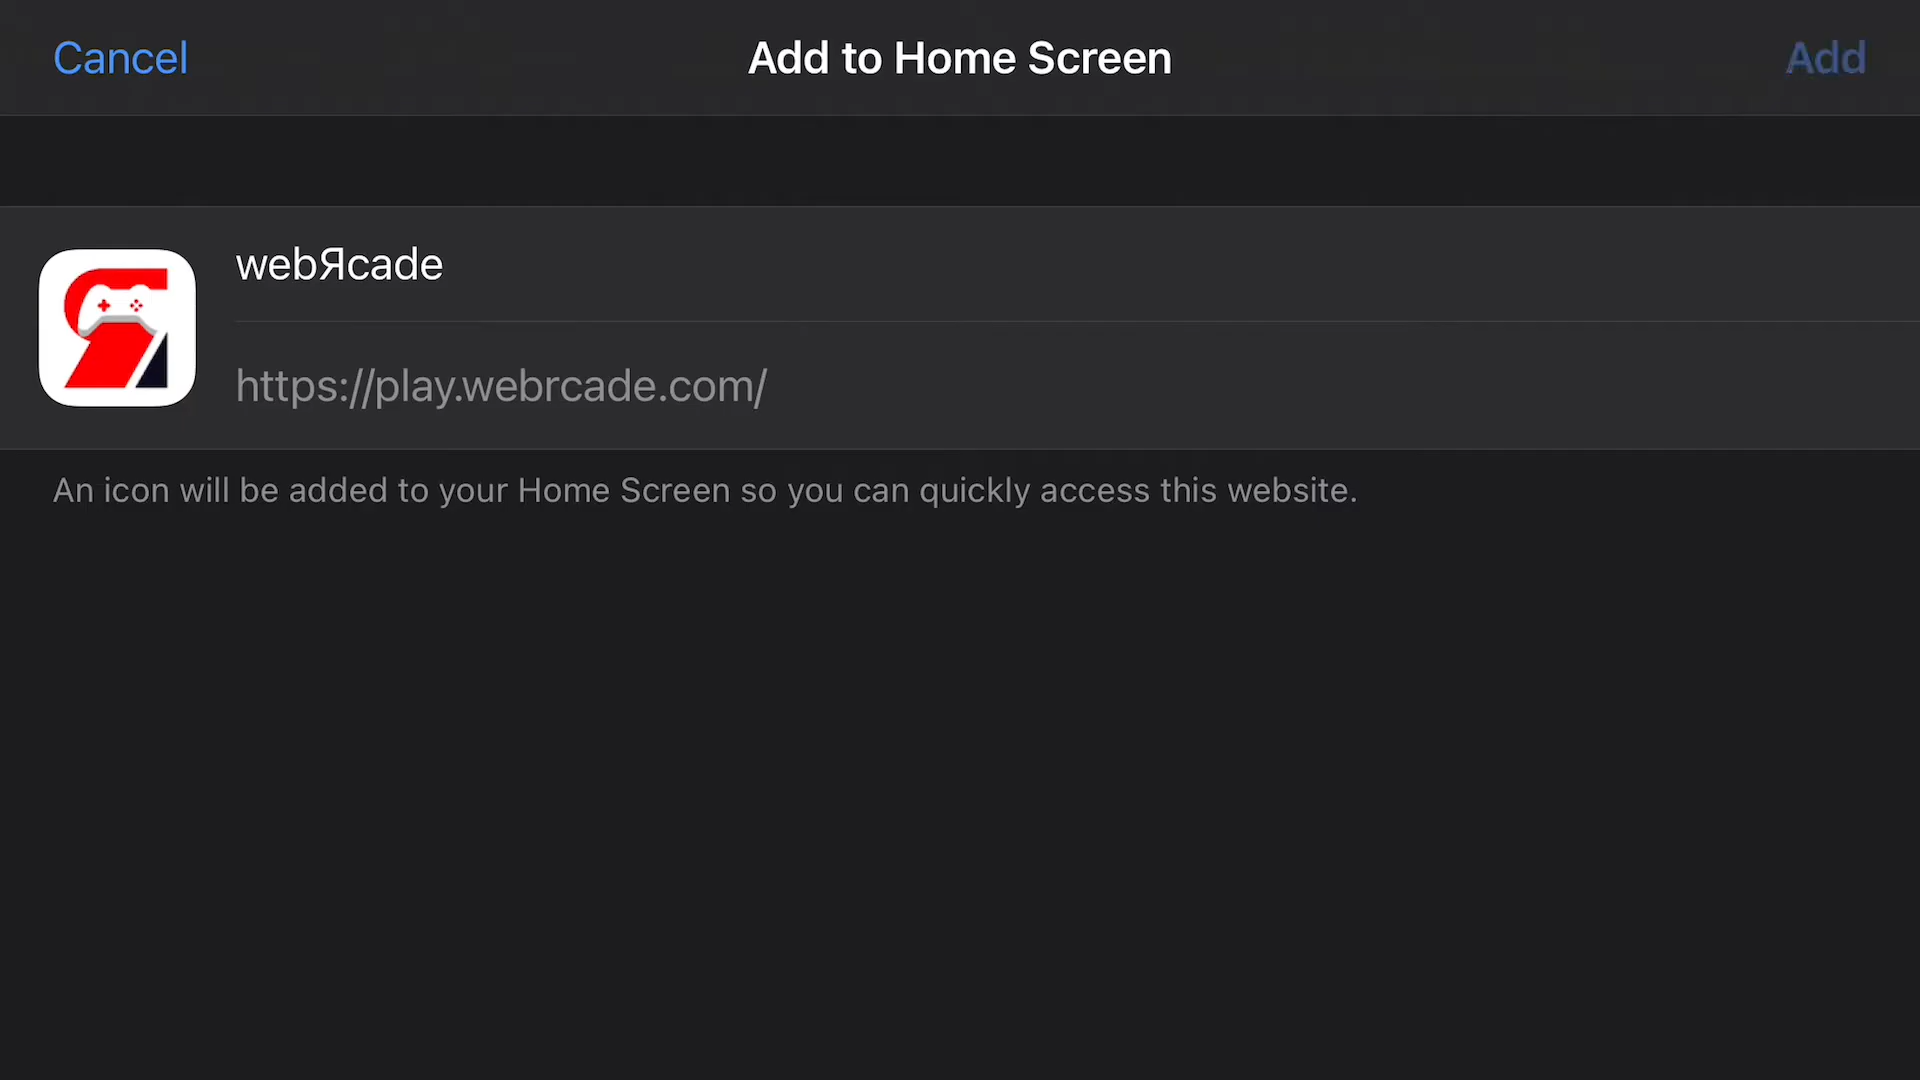 Cancel
Add to Home Screen
Add
webЯcade
https://play.webrcade.com/
An icon will be added to your Home Screen so you can quickly access this website.